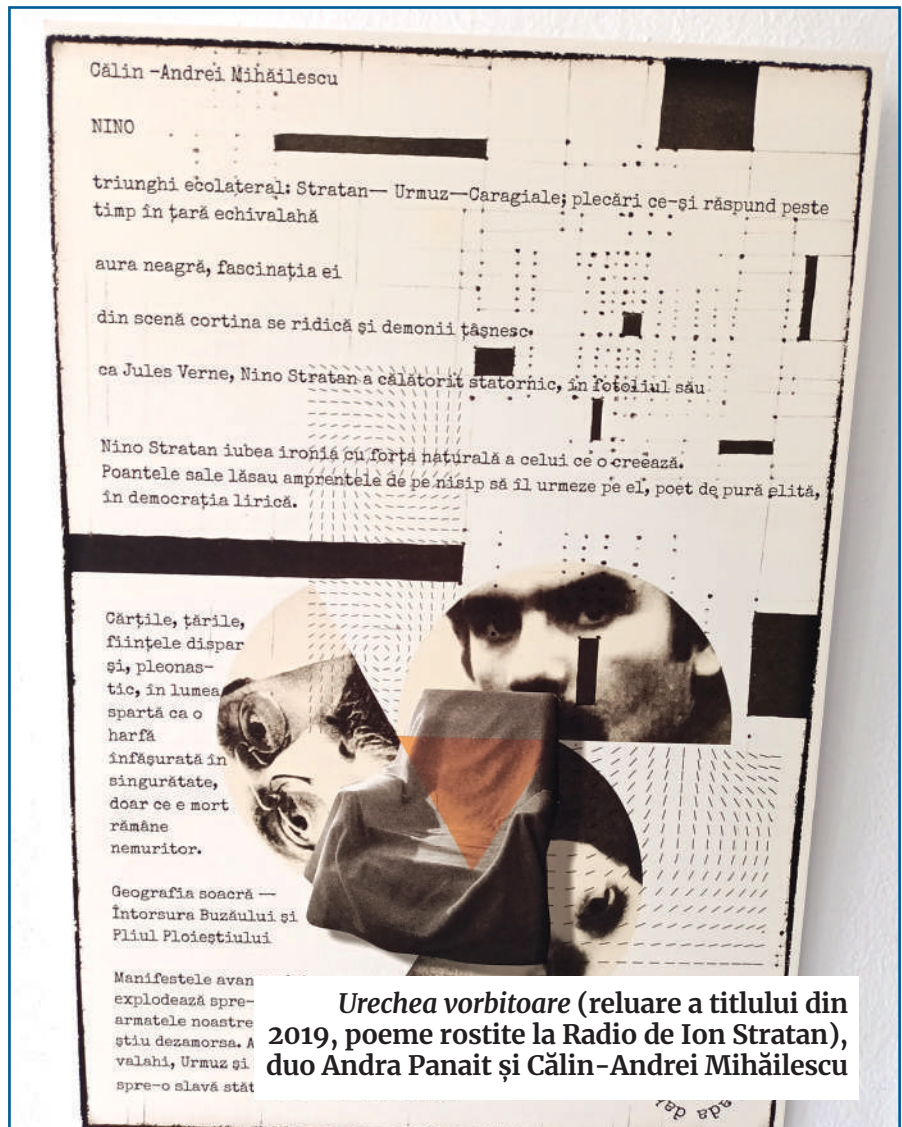 Călin -Andrei Mihăilescu
NINO
triunghi ecolateral: Stratan— Urmuz—Caragiale; plecări ce-și răspund peste
timp în țară echivalahă
aura neagră, fascinația ei
din scenă cortina se ridică și demonii țâșnesc.
ca Jules Verne, Nino Stratan a călătorit statornic, în fotoliul său
Nino Stratan iubea ironia cu forța naturală a celui ce o creează.
Poantele sale lăsau amprentele de pe nisip să îl urmeze pe el, poet de pură elită,
în democrația lirică.
Cărțile, țările,
ființele dispar
și, pleonas-
tic, în lumea
spartă ca o
harfă
înfășurată în
singurătate,
doar ce e mort
rămâne
nemuritor.
Geografia soacră —
Întorsura Buzăului și
Pliul Ploieștiului
Manifestele avan
explodează spre-
armatele noastre
știu dezamorsa. A
valahi, Urmuz și
spre-o slavă stăt
Urechea vorbitoare (reluare a titlului din
2019, poeme rostite la Radio de Ion Stratan),
duo Andra Panait și Călin-Andrei Mihăilescu